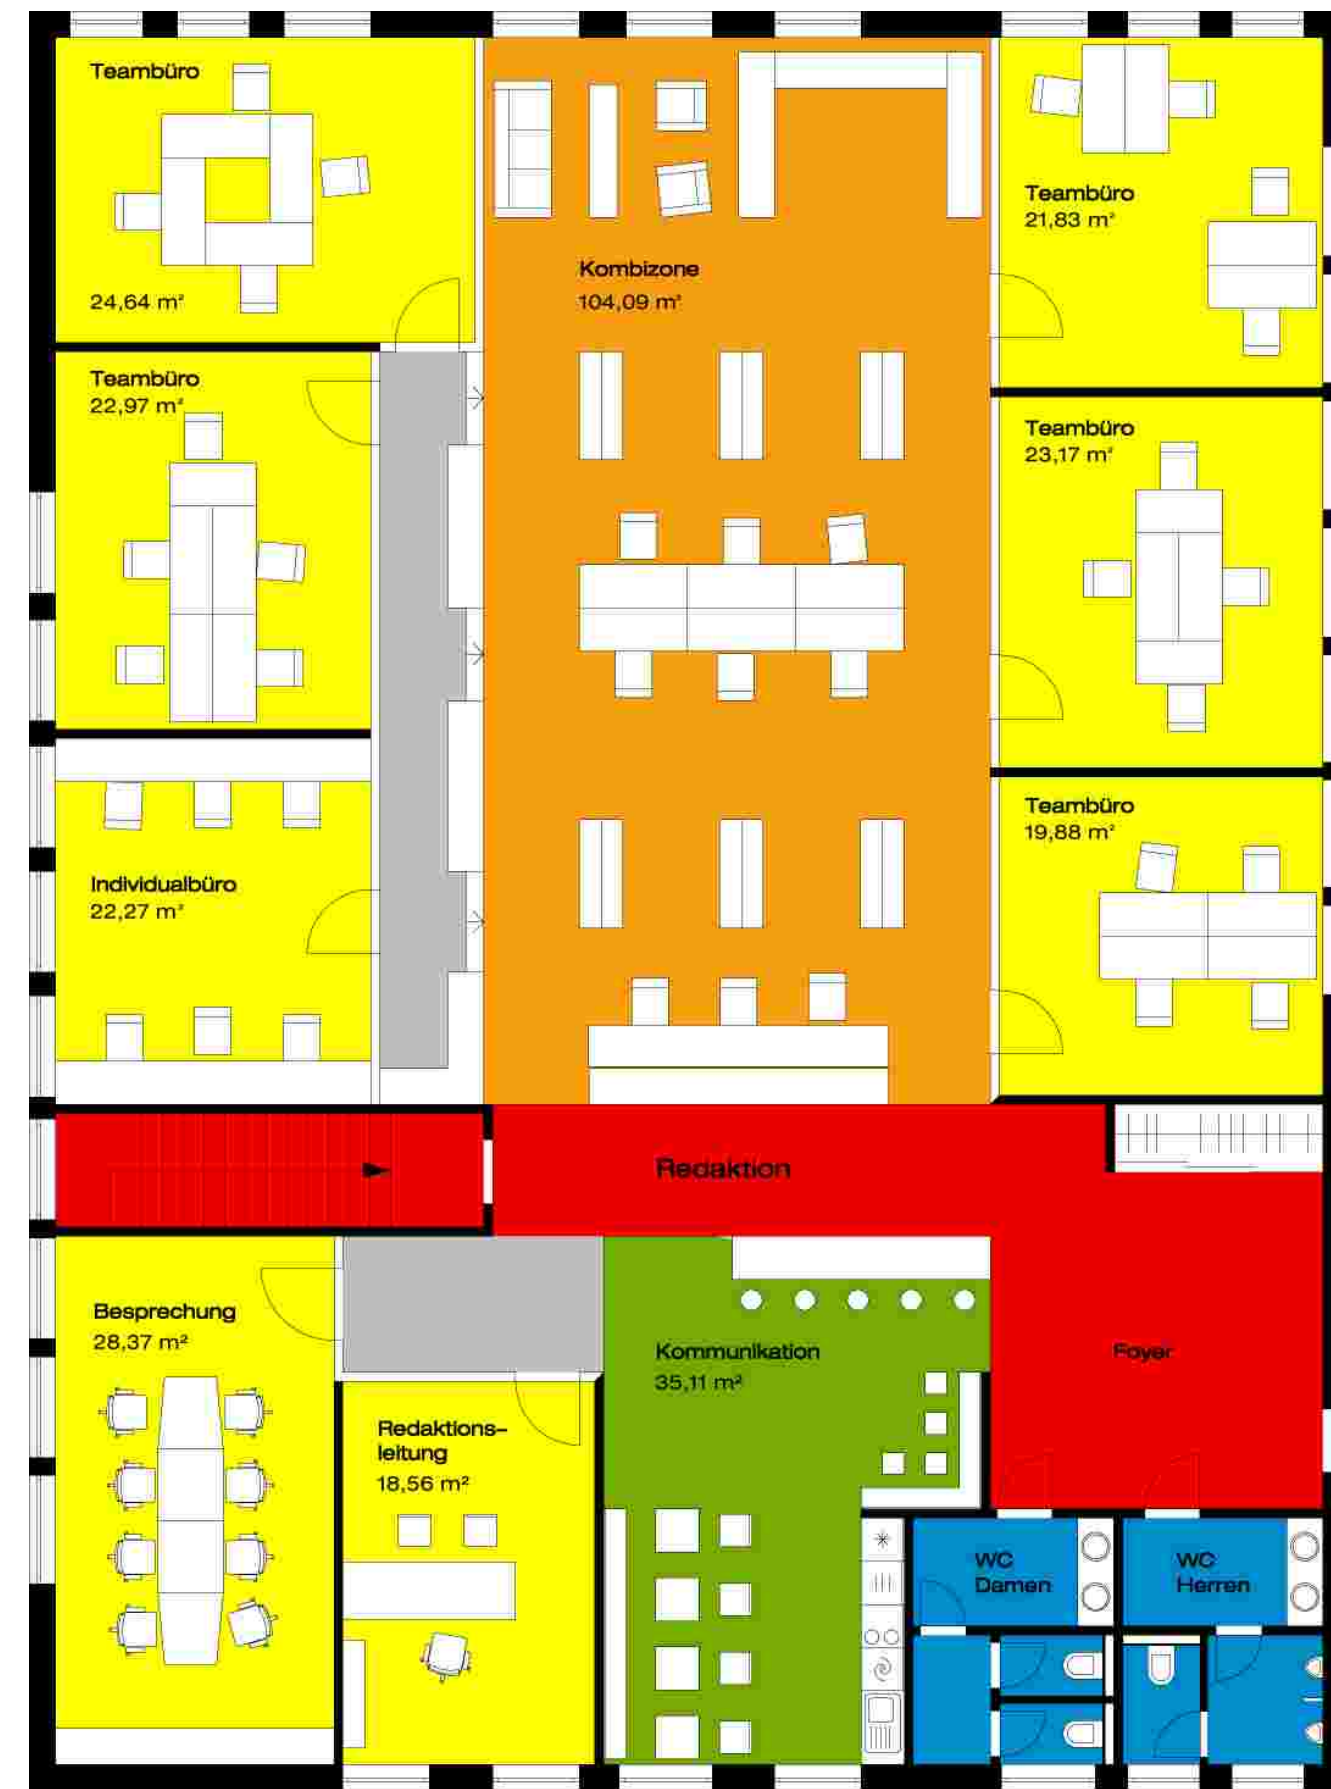 Teambüro
24,64 m²
Kombizone
104,09 m²
Teambüro
21,83 m²
Teambüro
22,97 m²
Teambüro
23,17 m²
Teambüro
19,88 m²
Individualbüro
22,27 m²
Redaktion
Besprechung
28,37 m²
Kommunikation
35,11 m²
Foyer
Redaktions-
leitung
18,56 m²
WC
Damen
WC
Herren